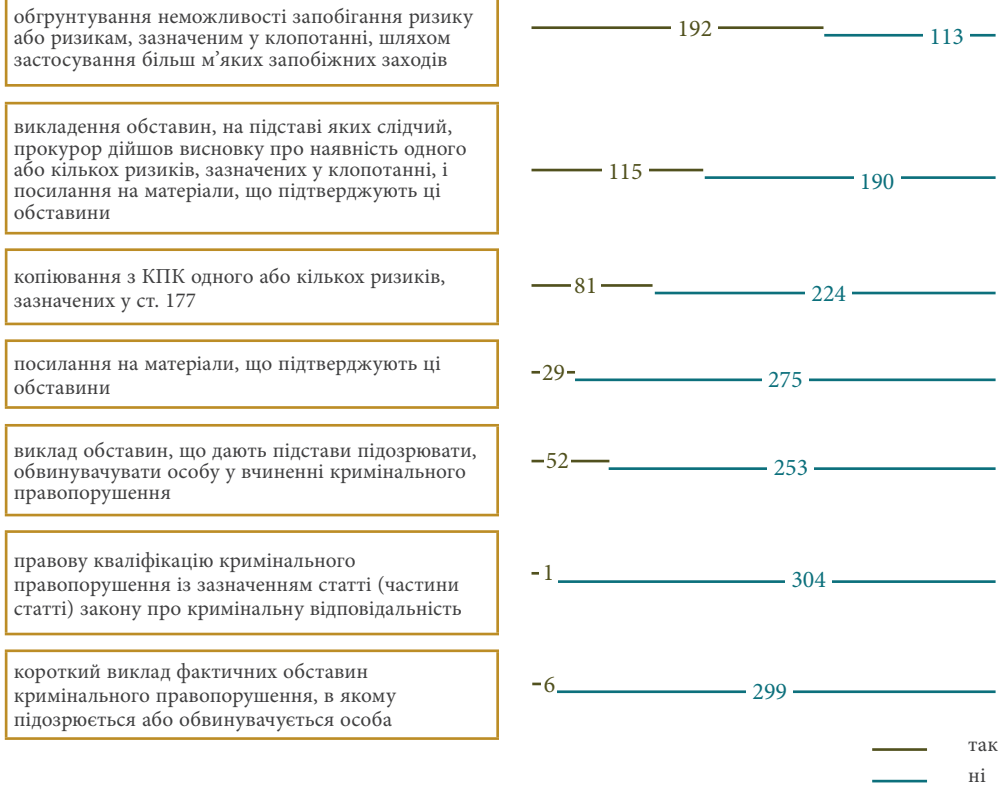 обгрунтування неможливості запобігання ризику
або ризикам, зазначеним у клопотанні, шляхом
застосування більш м’яких запобіжних заходів
192
113
викладення обставин, на підставі яких слідчий,
прокурор дійшов висновку про наявність одного
або кількох ризиків, зазначених у клопотанні, і
посилання на матеріали, що підтверджують ці
обставини
115
190
копіювання з КПК одного або кількох ризиків,
зазначених у ст. 177
81
224
посилання на матеріали, що підтверджують ці
обставини
29
275
виклад обставин, що дають підстави підозрювати,
обвинувачувати особу у вчиненні кримінального
правопорушення
52
253
правову кваліфікацію кримінального
правопорушення із зазначенням статті (частини
статті) закону про кримінальну відповідальність
1
304
короткий виклад фактичних обставин
кримінального правопорушення, в якому
підозрюється або обвинувачується особа
6
299
так
ні